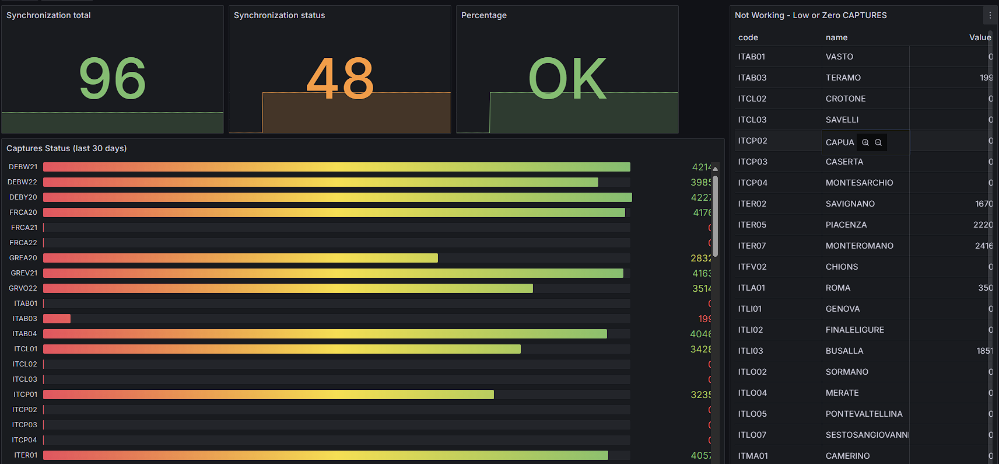 Synchronization total
96
Synchronization status
48
Percentage
OK
Captures Status (last 30 days)
DEBW21 4214
DEBW22 3985
DEBY20 4227
FRCA20 4176
FRCA21 0
FRCA22 0
GREA20 2832
GREV21 4163
GRVO22 3514
ITAB01 0
ITAB03 199
ITAB04 4046
ITCL01 3428
ITCL02 0
ITCL03 0
ITCP01 3235
ITCP02 0
ITCP03 0
ITCP04 0
ITER01 4057
Not Working - Low or Zero CAPTURES
code name Value
ITAB01 VASTO 0
ITAB03 TERAMO 199
ITCL02 CROTONE 0
ITCL03 SAVELLI 0
ITCP02 CAPUA 0
ITCP03 CASERTA 0
ITCP04 MONTESARCHIO 0
ITER02 SAVIGNANO 1670
ITER05 PIACENZA 2220
ITER07 MONTEROMANO 2416
ITFV02 CHIONS 0
ITLA01 ROMA 350
ITLI01 GENOVA 0
ITLI02 FINALELIGURE 0
ITLI03 BUSALLA 1851
ITLO02 SORMANO 0
ITLO04 MERATE 0
ITLO05 PONTEVALTELLINA 0
ITLO07 SESTOSANGIOVANNI 0
ITMA01 CAMERINO 0